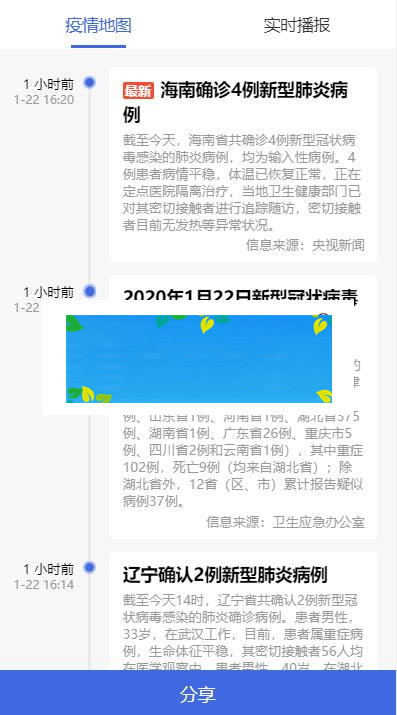 疫情地图 实时播报
1 小时前
1-22 16:20
最新 海南确诊4例新型肺炎病
例
截至今天，海南省共确诊4例新型冠状病
毒感染的肺炎病例，均为输入性病例。4
例患者病情平稳，体温已恢复正常，正在
定点医院隔离治疗，当地卫生健康部门已
对其密切接触者进行追踪随访，密切接触
者目前无发热等异常状况。
信息来源：央视新闻
1 小时前
1-22
2020年1月22日新型冠状病毒
例、山东省1例、河南省1例、湖北省375
例、湖南省1例、广东省26例、重庆市5
例、四川省2例和云南省1例），其中重症
102例，死亡9例（均来自湖北省）；除
湖北省外，12省（区、市）累计报告疑似
病例37例。
信息来源：卫生应急办公室
1 小时前
1-22 16:14
辽宁确认2例新型肺炎病例
截至今天14时，辽宁省共确认2例新型冠
状病毒感染的肺炎确诊病例。患者男性，
33岁，在武汉工作，目前，患者属重症病
例，生命体征平稳，其密切接触者56人均
在医学观察中。患者男性，40岁，在湖北
分享